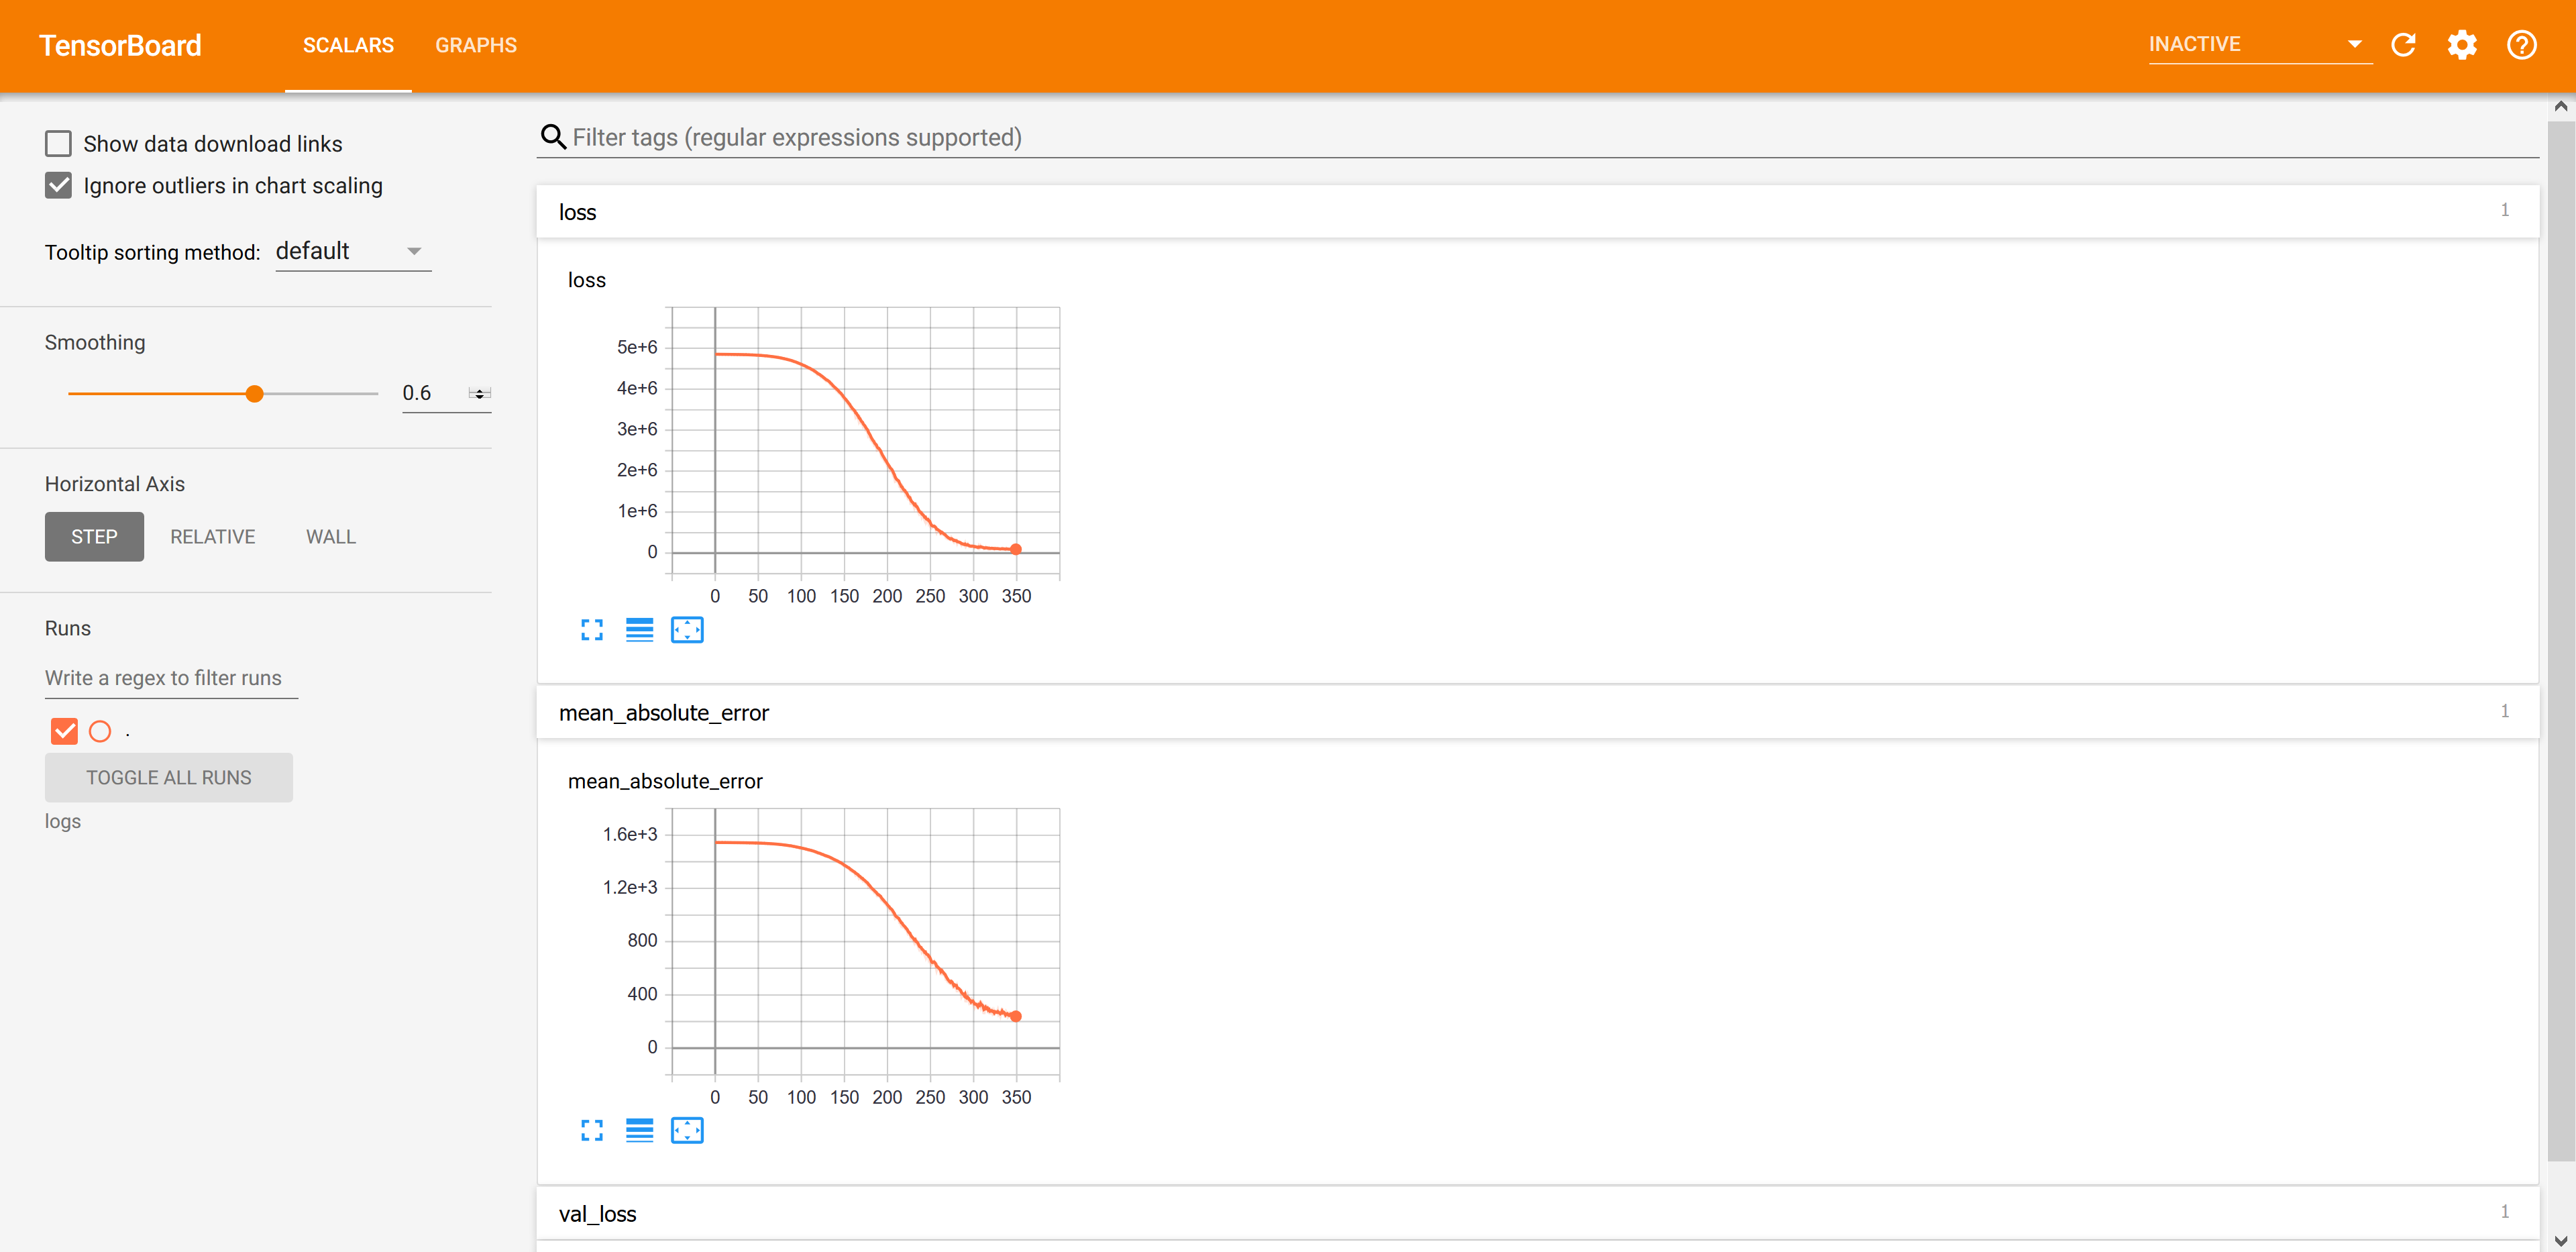 TensorBoard SCALARS GRAPHS INACTIVE
Show data download links
Ignore outliers in chart scaling
Tooltip sorting method: default
Smoothing
0.6
Horizontal Axis
STEP RELATIVE WALL
Runs
Write a regex to filter runs
.
TOGGLE ALL RUNS
logs
Filter tags (regular expressions supported)
loss 1
loss
5e+6
4e+6
3e+6
2e+6
1e+6
0
0 50 100 150 200 250 300 350
mean_absolute_error 1
mean_absolute_error
1.6e+3
1.2e+3
800
400
0
0 50 100 150 200 250 300 350
val_loss 1